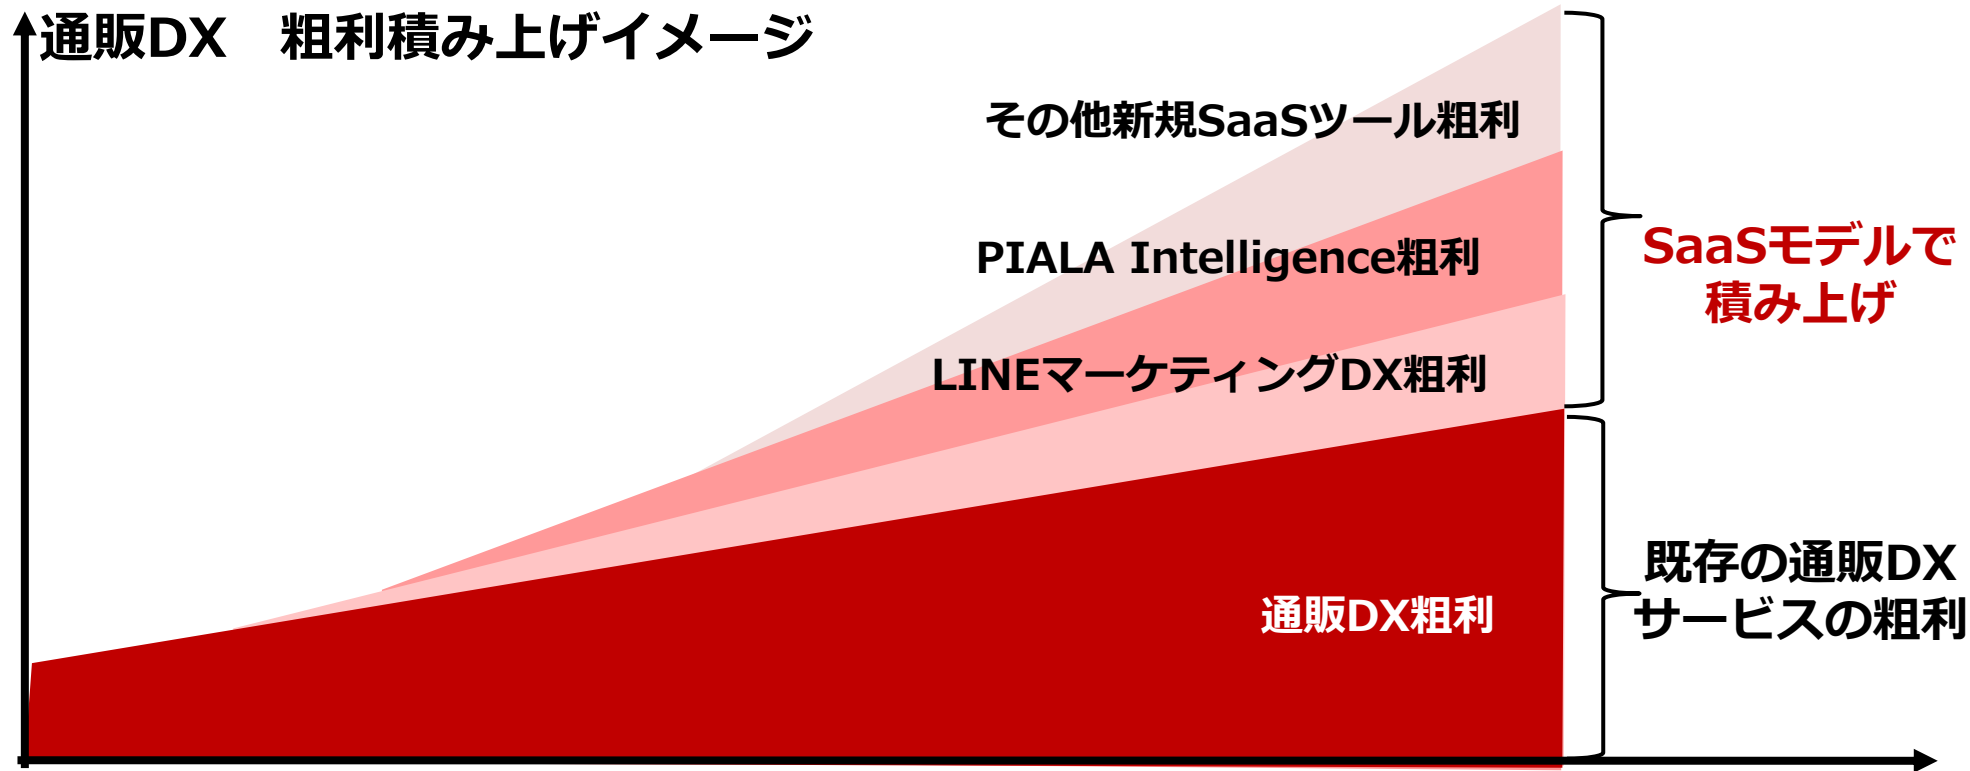 通販DX　粗利積み上げイメージ
その他新規SaaSツール粗利
PIALA Intelligence粗利
LINEマーケティングDX粗利
通販DX粗利
SaaSモデルで
積み上げ
既存の通販DX
サービスの粗利